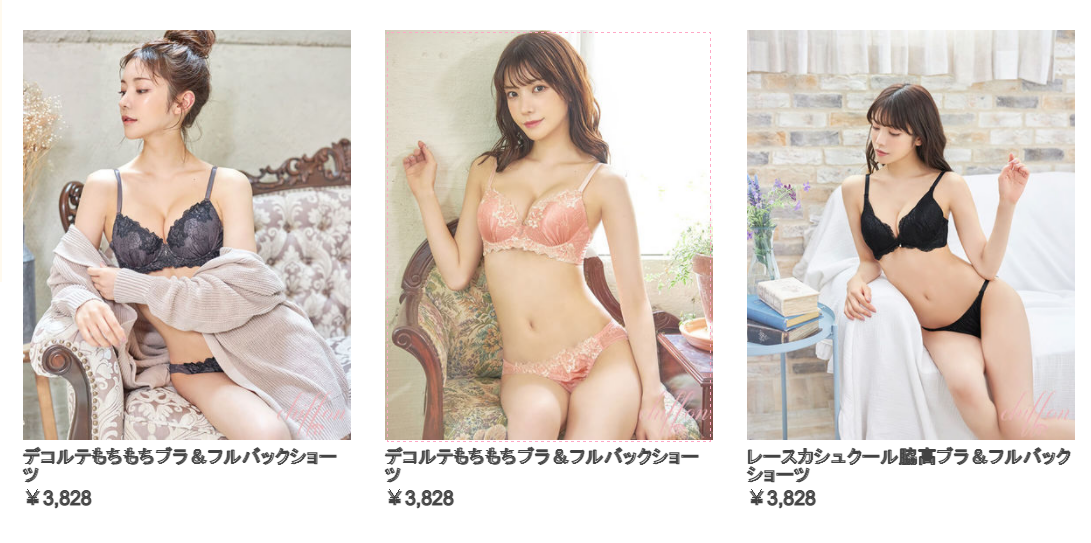 デコルテもちもちブラ＆フルバックショー
ツ
￥3,828
デコルテもちもちブラ＆フルバックショー
ツ
￥3,828
レースカシュクール脇高ブラ＆フルバック
ショーツ
￥3,828
chiffon
chiffon
chiffon